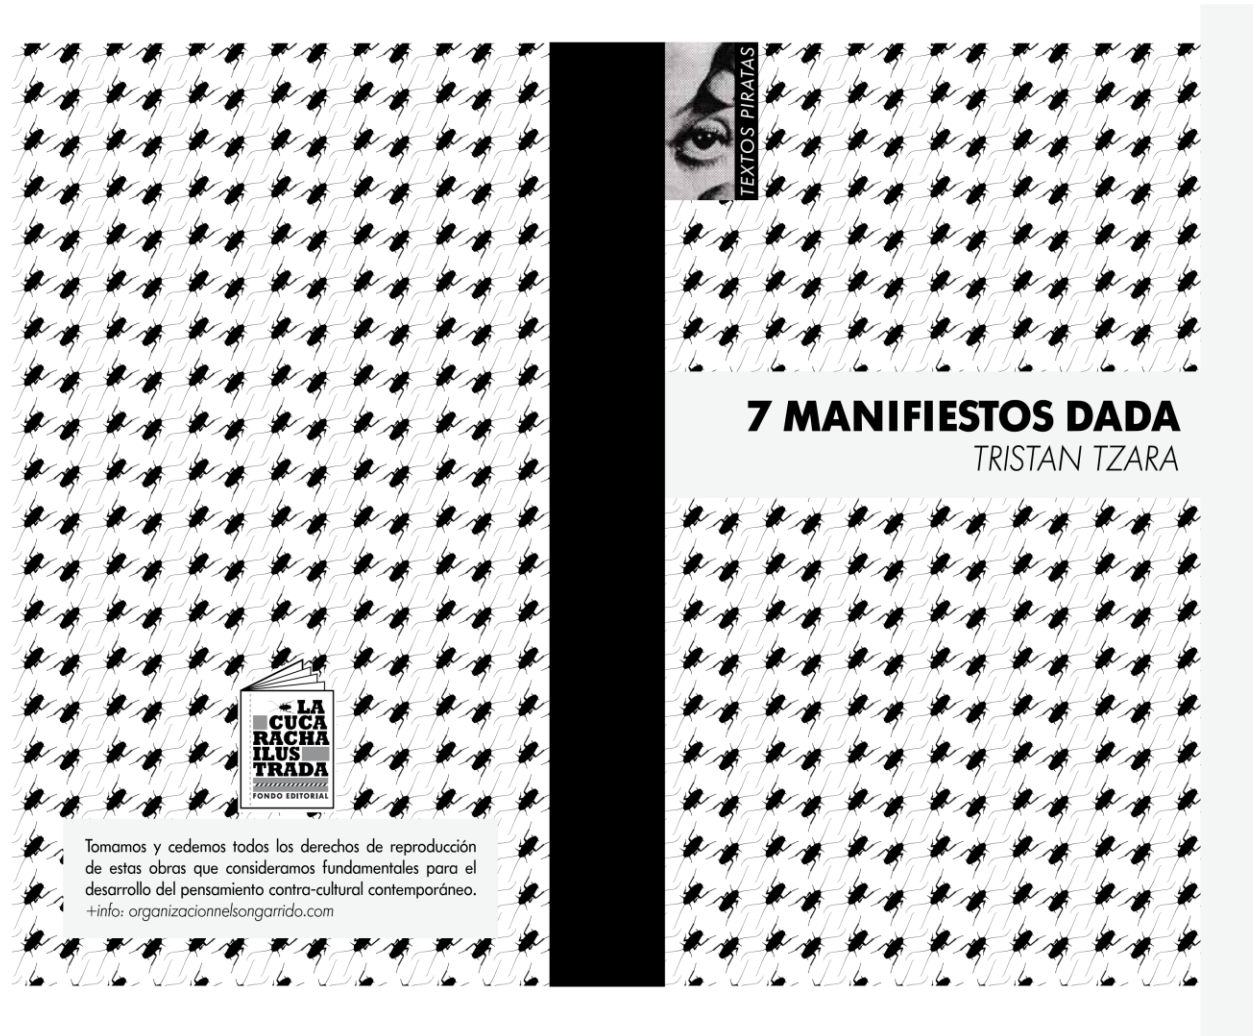 TEXTOS PIRATAS
7 MANIFIESTOS DADA
TRISTAN TZARA
LA
CUCA
RACHA
ILUS
TRADA
FONDO EDITORIAL
Tomamos y cedemos todos los derechos de reproducción
de estas obras que consideramos fundamentales para el
desarrollo del pensamiento contra-cultural contemporáneo.
+info: organizacionnelsongarrido.com